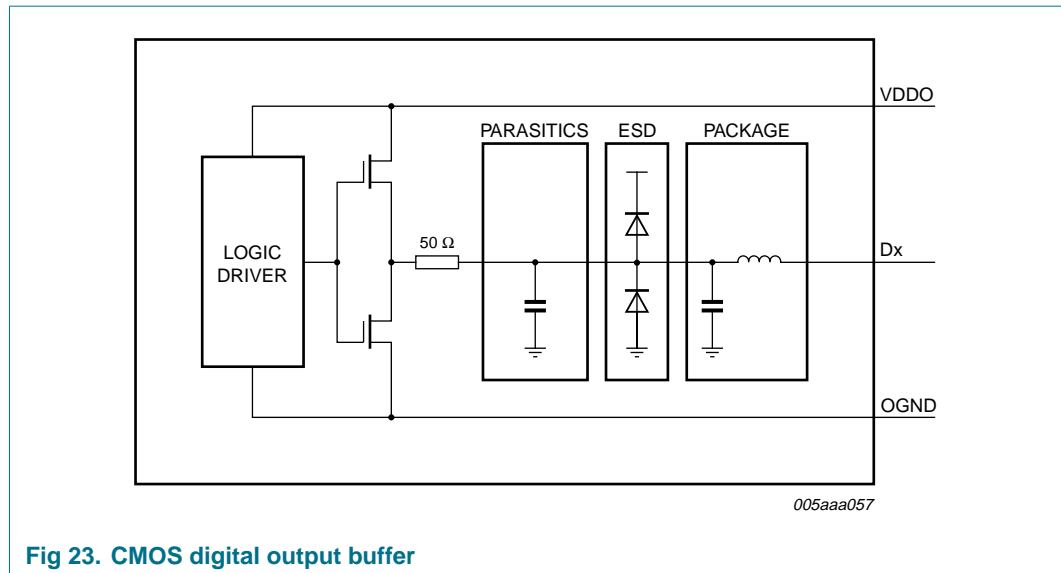 VDDO
PARASITICS ESD PACKAGE
50 Ω
LOGIC
DRIVER
Dx
OGND
005aaa057
Fig 23. CMOS digital output buffer